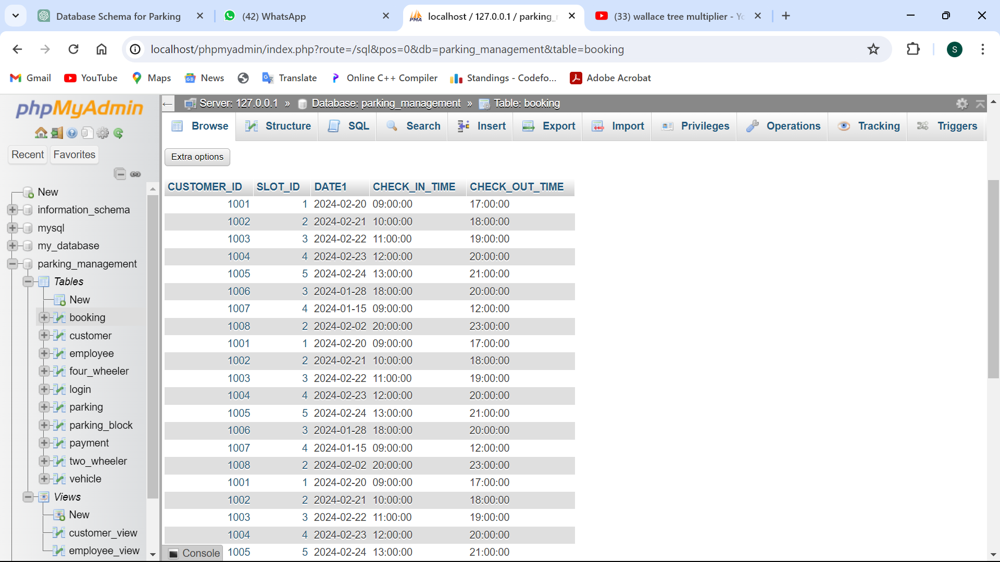 Database Schema for Parking
(42) WhatsApp
localhost / 127.0.0.1 / parking_
(33) wallace tree multiplier - Yo
localhost/phpmyadmin/index.php?route=/sql&pos=0&db=parking_management&table=booking
S
Gmail
YouTube
Maps
News
Translate
Online C++ Compiler
Standings - Codefo...
Adobe Acrobat
phpMyAdmin
Recent
Favorites
New
information_schema
mysql
my_database
parking_management
Tables
New
booking
customer
employee
four_wheeler
login
parking
parking_block
payment
two_wheeler
vehicle
Views
New
customer_view
employee_view
Server: 127.0.0.1 » Database: parking_management » Table: booking
Browse Structure SQL Search Insert Export Import Privileges Operations Tracking Triggers
Extra options
CUSTOMER_ID SLOT_ID DATE1 CHECK_IN_TIME CHECK_OUT_TIME
1001 1 2024-02-20 09:00:00 17:00:00
1002 2 2024-02-21 10:00:00 18:00:00
1003 3 2024-02-22 11:00:00 19:00:00
1004 4 2024-02-23 12:00:00 20:00:00
1005 5 2024-02-24 13:00:00 21:00:00
1006 3 2024-01-28 18:00:00 20:00:00
1007 4 2024-01-15 09:00:00 12:00:00
1008 2 2024-02-02 20:00:00 23:00:00
1001 1 2024-02-20 09:00:00 17:00:00
1002 2 2024-02-21 10:00:00 18:00:00
1003 3 2024-02-22 11:00:00 19:00:00
1004 4 2024-02-23 12:00:00 20:00:00
1005 5 2024-02-24 13:00:00 21:00:00
1006 3 2024-01-28 18:00:00 20:00:00
1007 4 2024-01-15 09:00:00 12:00:00
1008 2 2024-02-02 20:00:00 23:00:00
1001 1 2024-02-20 09:00:00 17:00:00
1002 2 2024-02-21 10:00:00 18:00:00
1003 3 2024-02-22 11:00:00 19:00:00
1004 4 2024-02-23 12:00:00 20:00:00
1005 5 2024-02-24 13:00:00 21:00:00
Console